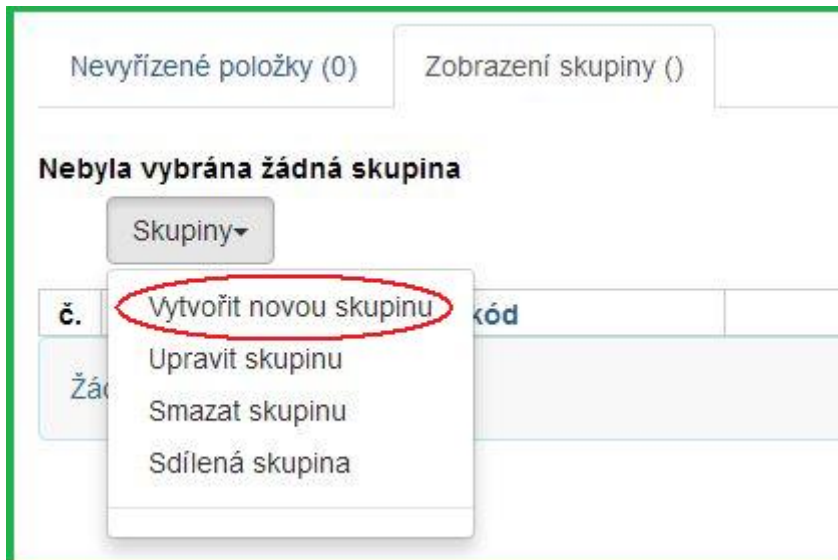 Nevyřízené položky (0) Zobrazení skupiny ()
Nebyla vybrána žádná skupina
Skupiny
č. kód
Vytvořit novou skupinu
Upravit skupinu
Smazat skupinu
Sdílená skupina